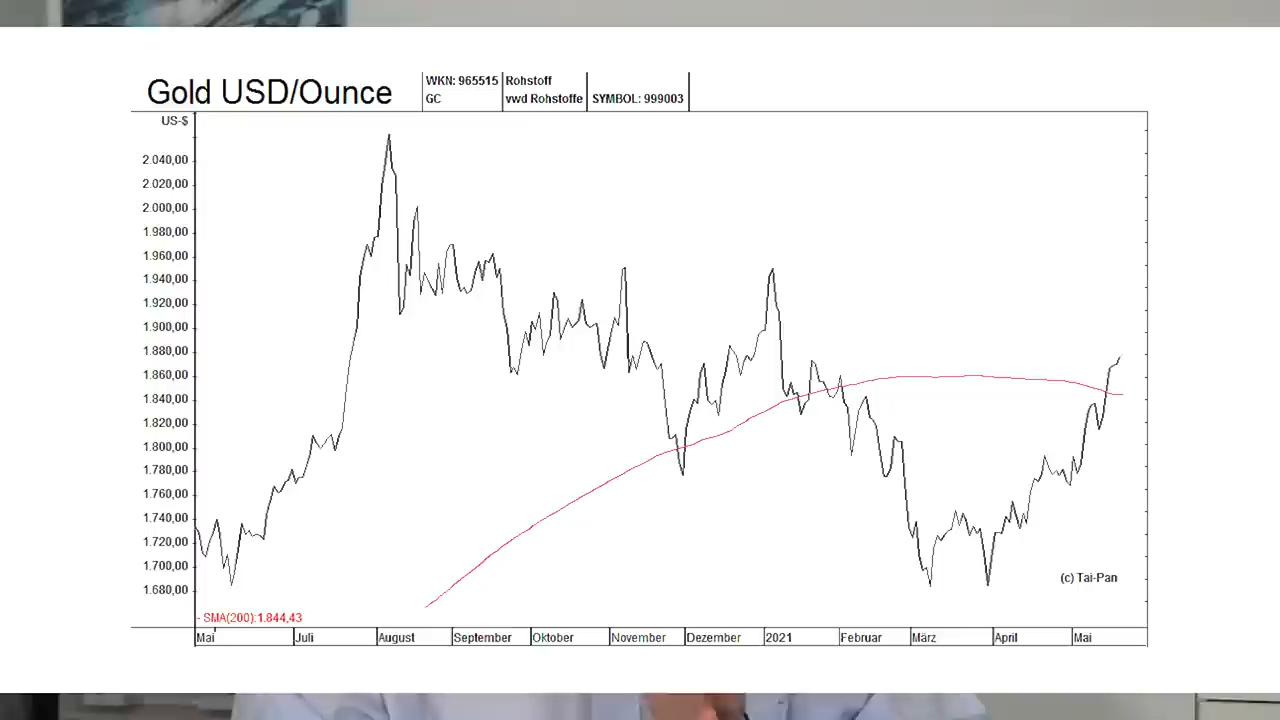 Gold USD/Ounce
WKN: 965515 Rohstoff
GC vwd Rohstoffe SYMBOL: 999003
US-$
2.040,00
2.020,00
2.000,00
1.980,00
1.960,00
1.940,00
1.920,00
1.900,00
1.880,00
1.860,00
1.840,00
1.820,00
1.800,00
1.780,00
1.760,00
1.740,00
1.720,00
1.700,00
1.680,00
(c) Tai-Pan
- SMA(200):1.844,43
Mai Juli August September Oktober November Dezember 2021 Februar März April Mai